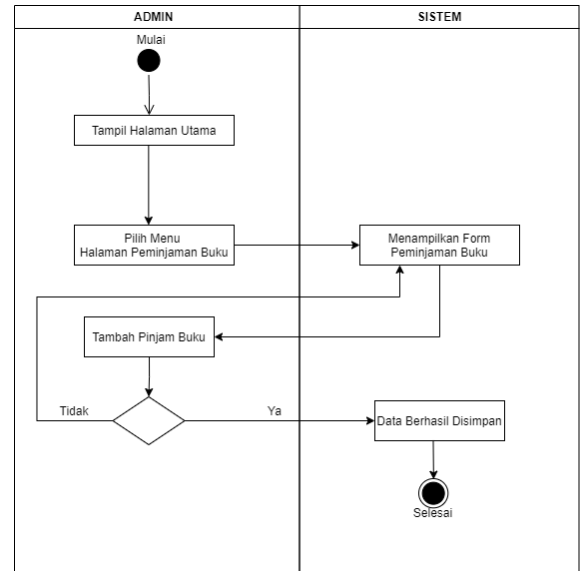 ADMIN
SISTEM
Mulai
Tampil Halaman Utama
Pilih Menu
Halaman Peminjaman Buku
Menampilkan Form
Peminjaman Buku
Tambah Pinjam Buku
Tidak
Ya
Data Berhasil Disimpan
Selesai